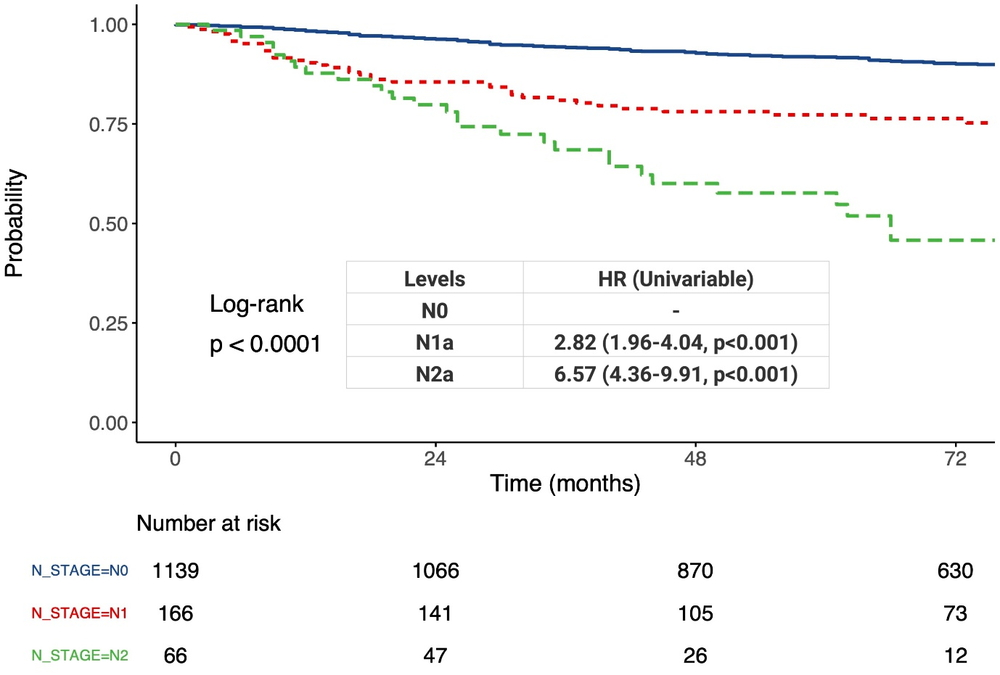 1.00
0.75
0.50
0.25
0.00
Probability
Log-rank
p < 0.0001
Levels HR (Univariable)
N0 -
N1a 2.82 (1.96-4.04, p<0.001)
N2a 6.57 (4.36-9.91, p<0.001)
0 24 48 72
Time (months)
Number at risk
N_STAGE=N0 1139 1066 870 630
N_STAGE=N1 166 141 105 73
N_STAGE=N2 66 47 26 12